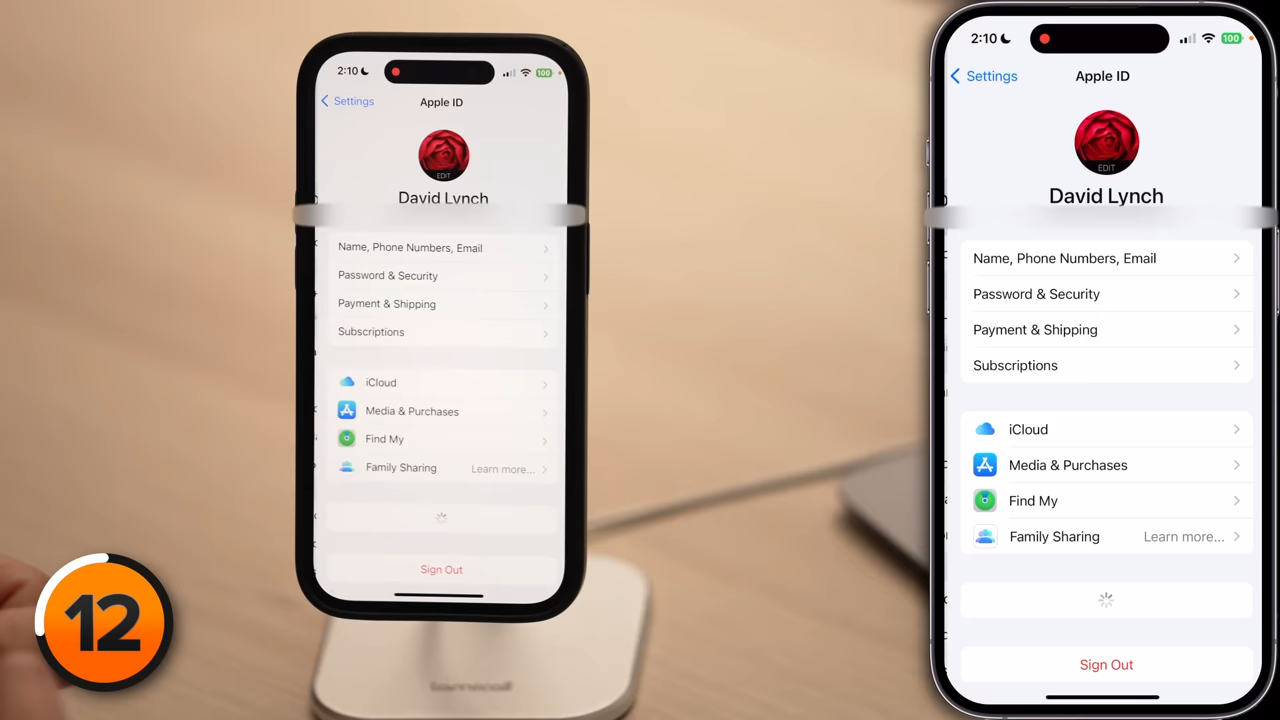 2:10
100
Settings
Apple ID
EDIT
David Lynch
Name, Phone Numbers, Email
Password & Security
Payment & Shipping
Subscriptions
iCloud
Media & Purchases
Find My
Family Sharing Learn more...
Sign Out
12
2:10
100
Settings
Apple ID
EDIT
David Lynch
Name, Phone Numbers, Email
Password & Security
Payment & Shipping
Subscriptions
iCloud
Media & Purchases
Find My
Family Sharing Learn more...
Sign Out